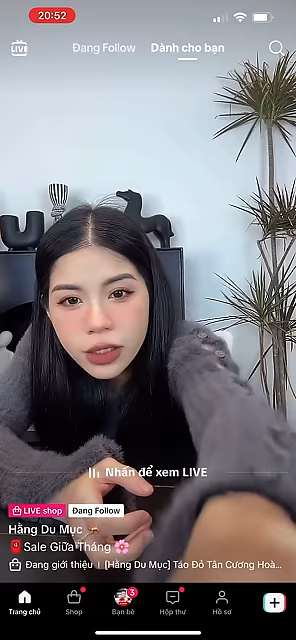 20:52
LIVE
Đang Follow
Dành cho bạn
Nhấn để xem LIVE
LIVE shop
Đang Follow
Hằng Du Mục
Sale Giữa Tháng 🌸
Đang giới thiệu | [Hằng Du Mục] Táo Đỏ Tân Cương Hoà...
3
Trang chủ
Shop
Bạn bè
Hộp thư
Hồ sơ